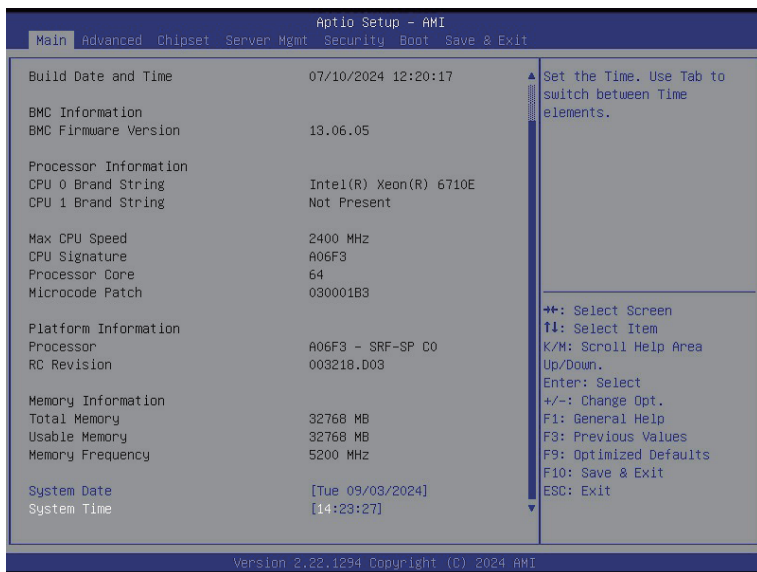 Aptio Setup - AMI
Main Advanced Chipset Server Mgmt Security Boot Save & Exit
Build Date and Time 07/10/2024 12:20:17
BMC Information
BMC Firmware Version 13.06.05
Processor Information
CPU 0 Brand String Intel(R) Xeon(R) 6710E
CPU 1 Brand String Not Present
Max CPU Speed 2400 MHz
CPU Signature A06F3
Processor Core 64
Microcode Patch 030001B3
Platform Information
Processor A06F3 - SRF-SP C0
RC Revision 003218.D03
Memory Information
Total Memory 32768 MB
Usable Memory 32768 MB
Memory Frequency 5200 MHz
System Date [Tue 09/03/2024]
System Time [14:23:27]
Set the Time. Use Tab to
switch between Time
elements.
→←: Select Screen
↑↓: Select Item
K/M: Scroll Help Area
Up/Down.
Enter: Select
+/-: Change Opt.
F1: General Help
F3: Previous Values
F9: Optimized Defaults
F10: Save & Exit
ESC: Exit
Version 2.22.1294 Copyright (C) 2024 AMI